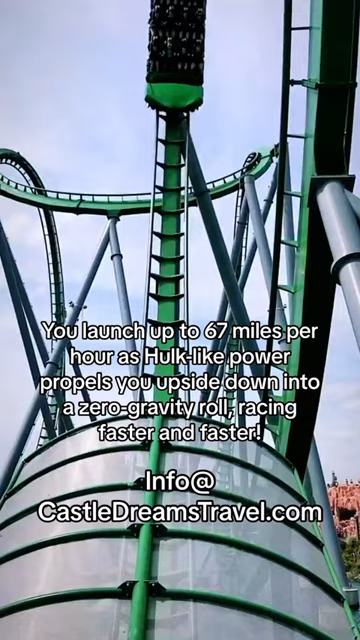 You launch up to 67 miles per
hour as Hulk-like power
propels you upside down into
a zero-gravity roll, racing
faster and faster!
Info@
CastleDreamsTravel.com